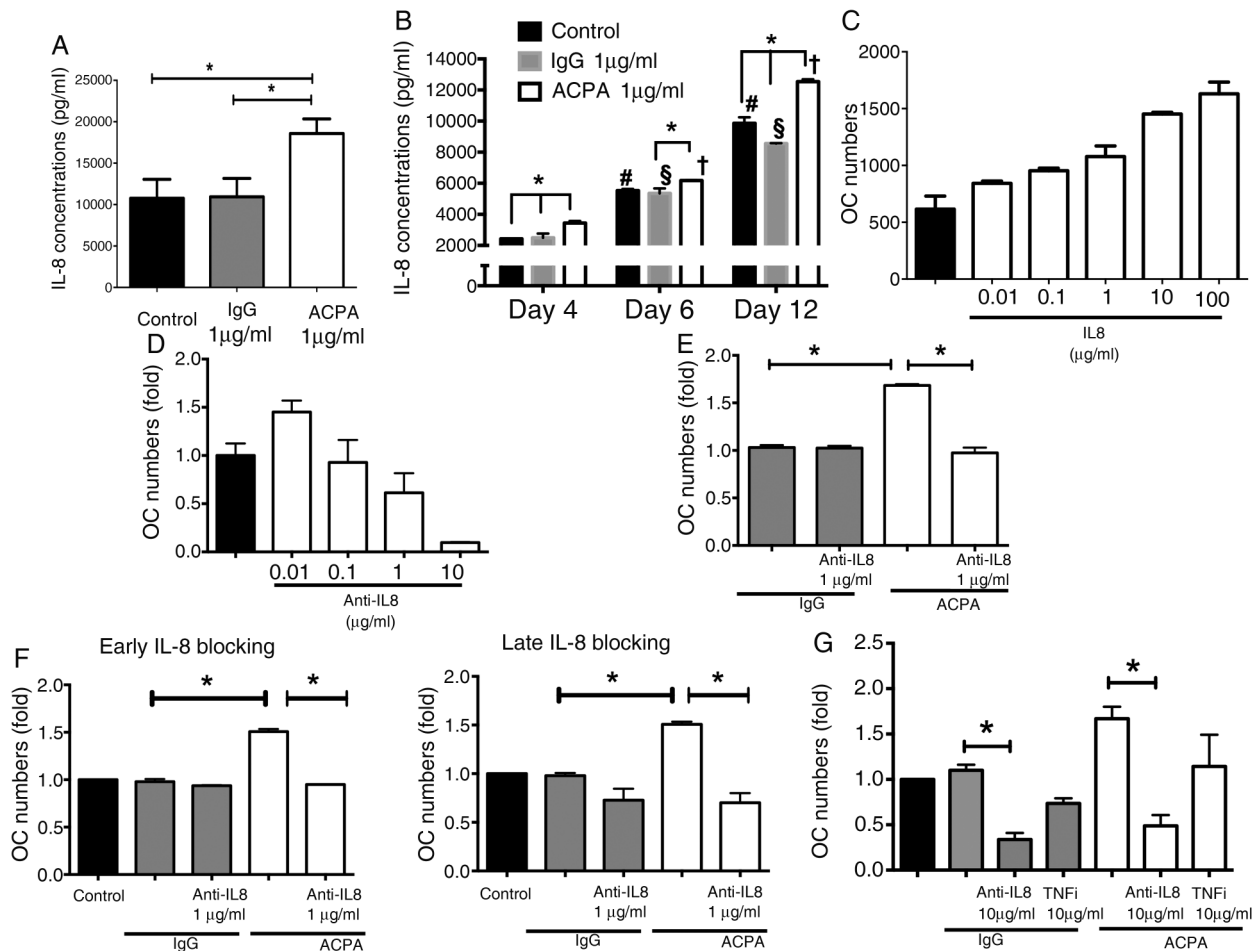 A
IL-8 concentrations (pg/ml)
25000
20000
15000
10000
5000
0
*
*
Control
IgG
1μg/ml
ACPA
1μg/ml
B
IL-8 concentrations (pg/ml)
14000
12000
10000
8000
6000
4000
2000
0
Control
IgG 1μg/ml
ACPA 1μg/ml
*
*
*
# § †
# § †
Day 4 Day 6 Day 12
C
OC numbers
2000
1500
1000
500
0
0.01 0.1 1 10 100
IL8
(μg/ml)
D
OC numbers (fold)
2.0
1.5
1.0
0.5
0.0
0.01 0.1 1 10
Anti-IL8
(μg/ml)
E
OC numbers (fold)
2.0
1.5
1.0
0.5
0.0
* *
Anti-IL8 Anti-IL8
1 μg/ml 1 μg/ml
IgG ACPA
F
Early IL-8 blocking
OC numbers (fold)
2.0
1.5
1.0
0.5
0.0
* *
Control
Anti-IL8 Anti-IL8
1 μg/ml 1 μg/ml
IgG ACPA
Late IL-8 blocking
OC numbers (fold)
2.0
1.5
1.0
0.5
0.0
* *
Control
Anti-IL8 Anti-IL8
1 μg/ml 1 μg/ml
IgG ACPA
G
OC numbers (fold)
2.5
2.0
1.5
1.0
0.5
0.0
* *
Anti-IL8 TNFi Anti-IL8 TNFi
10μg/ml 10μg/ml 10μg/ml 10μg/ml
IgG ACPA